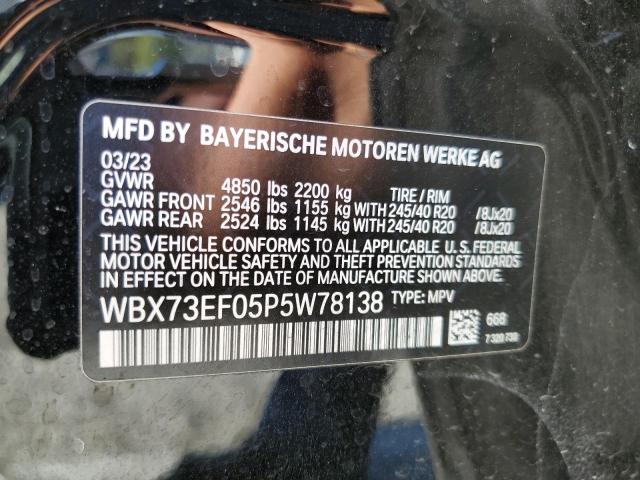 MFD BY BAYERISCHE MOTOREN WERKE AG
03/23
GVWR 4850 lbs 2200 kg TIRE / RIM
GAWR FRONT 2546 lbs 1155 kg WITH 245/40 R20 /8Jx20
GAWR REAR 2524 lbs 1145 kg WITH 245/40 R20 /8Jx20
THIS VEHICLE CONFORMS TO ALL APPLICABLE U. S. FEDERAL
MOTOR VEHICLE SAFETY AND THEFT PREVENTION STANDARDS
IN EFFECT ON THE DATE OF MANUFACTURE SHOWN ABOVE.
WBX73EF05P5W78138 TYPE: MPV
668
7 320 730